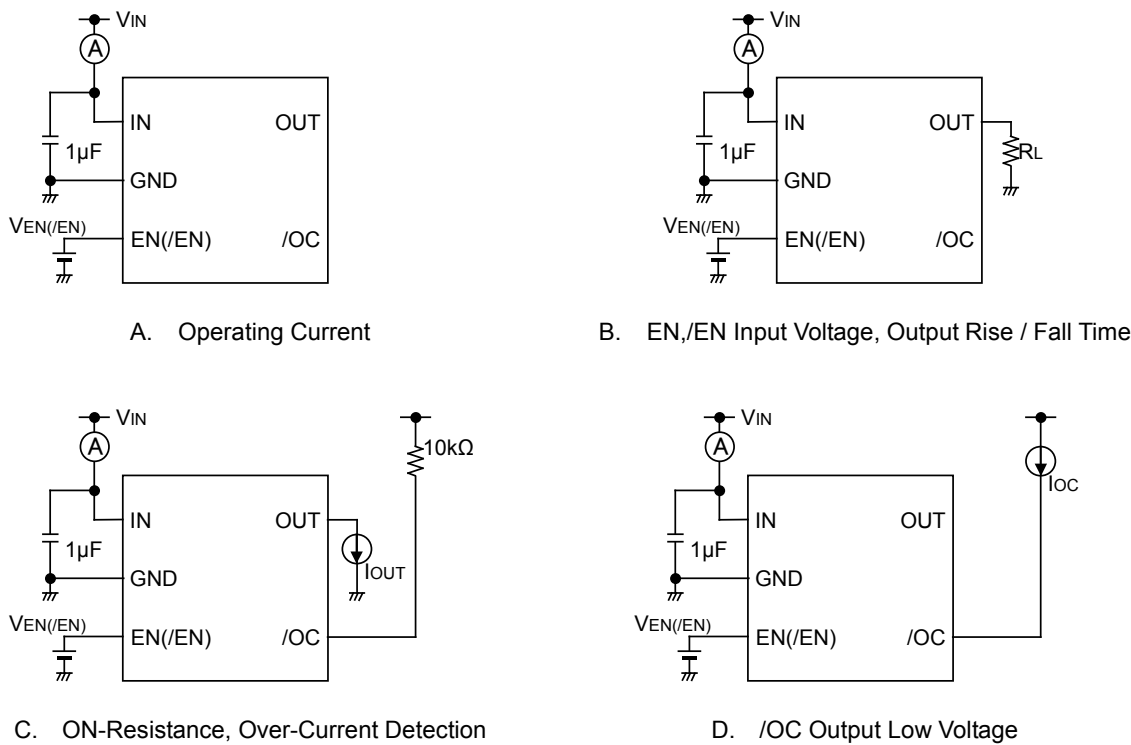 VIN
A
IN OUT
1µF
GND
VEN(/EN)
EN(/EN) /OC
A. Operating Current
VIN
A
IN OUT
1µF
RL
GND
VEN(/EN)
EN(/EN) /OC
B. EN,/EN Input Voltage, Output Rise / Fall Time
VIN
A
10kΩ
IN OUT
1µF
IOUT
GND
VEN(/EN)
EN(/EN) /OC
C. ON-Resistance, Over-Current Detection
VIN
A
IOC
IN OUT
1µF
GND
VEN(/EN)
EN(/EN) /OC
D. /OC Output Low Voltage